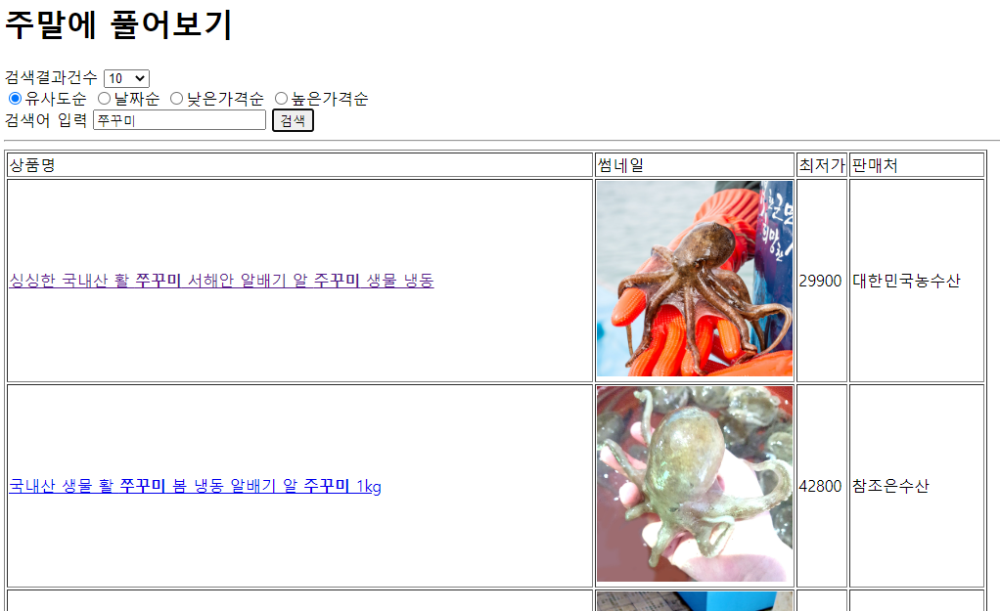 주말에 풀어보기
검색결과건수 10
유사도순 날짜순 낮은가격순 높은가격순
검색어 입력 쭈꾸미 검색
상품명 썸네일 최저가 판매처
싱싱한 국내산 활 쭈꾸미 서해안 알배기 알 주꾸미 생물 냉동 29900 대한민국농수산
국내산 생물 활 쭈꾸미 봄 냉동 알배기 알 주꾸미 1kg 42800 참조은수산